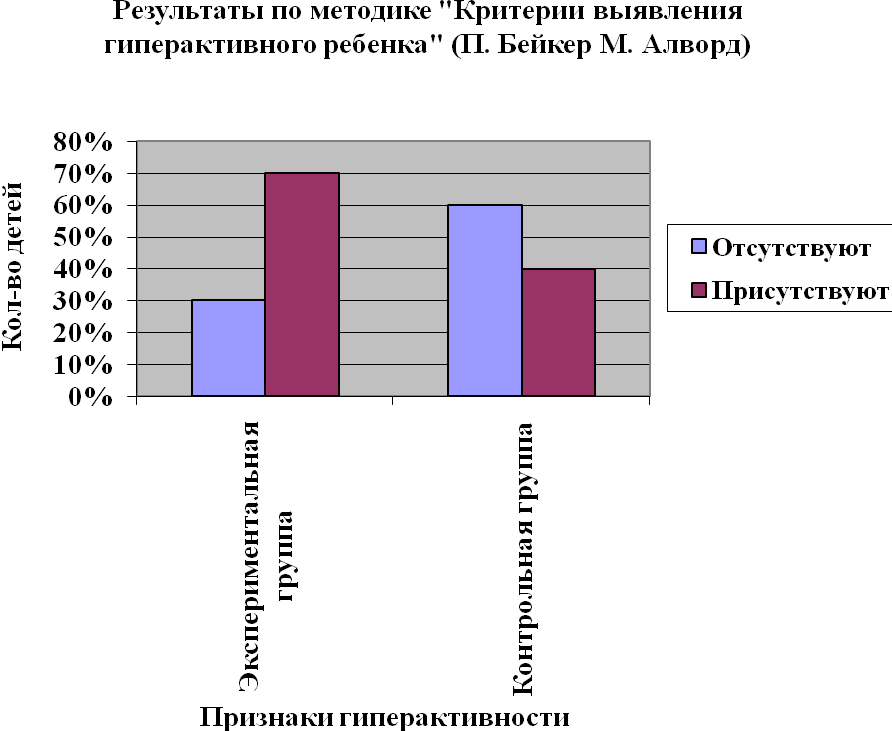 Результаты по методике "Критерии выявления
гиперактивного ребенка" (П. Бейкер М. Алворд)
80%
70%
60%
50%
40%
30%
20%
10%
0%
Кол-во детей
Экспериментальная
группа
Контрольная группа
Признаки гиперактивности
Отсутствуют
Присутствуют